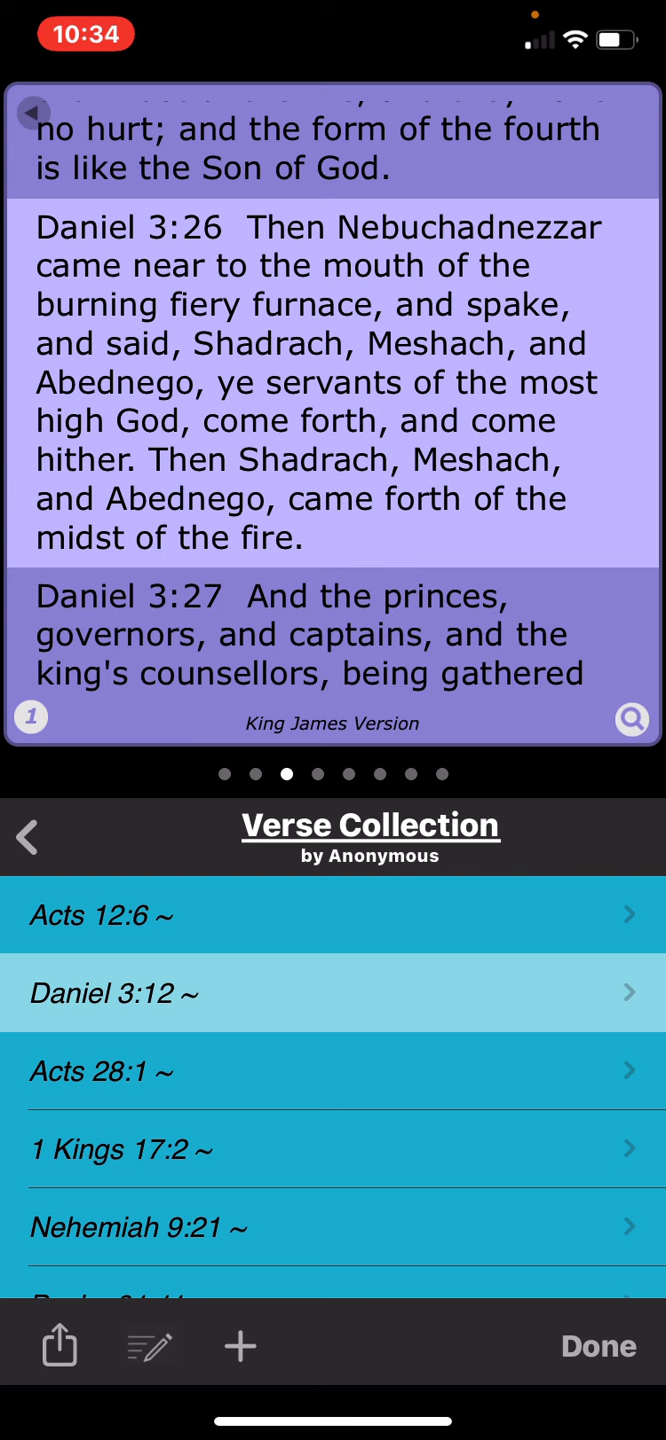 10:34
no hurt; and the form of the fourth
is like the Son of God.
Daniel 3:26 Then Nebuchadnezzar
came near to the mouth of the
burning fiery furnace, and spake,
and said, Shadrach, Meshach, and
Abednego, ye servants of the most
high God, come forth, and come
hither. Then Shadrach, Meshach,
and Abednego, came forth of the
midst of the fire.
Daniel 3:27 And the princes,
governors, and captains, and the
king's counsellors, being gathered
1
King James Version
Verse Collection
by Anonymous
Acts 12:6 ~
Daniel 3:12 ~
Acts 28:1 ~
1 Kings 17:2 ~
Nehemiah 9:21 ~
Done